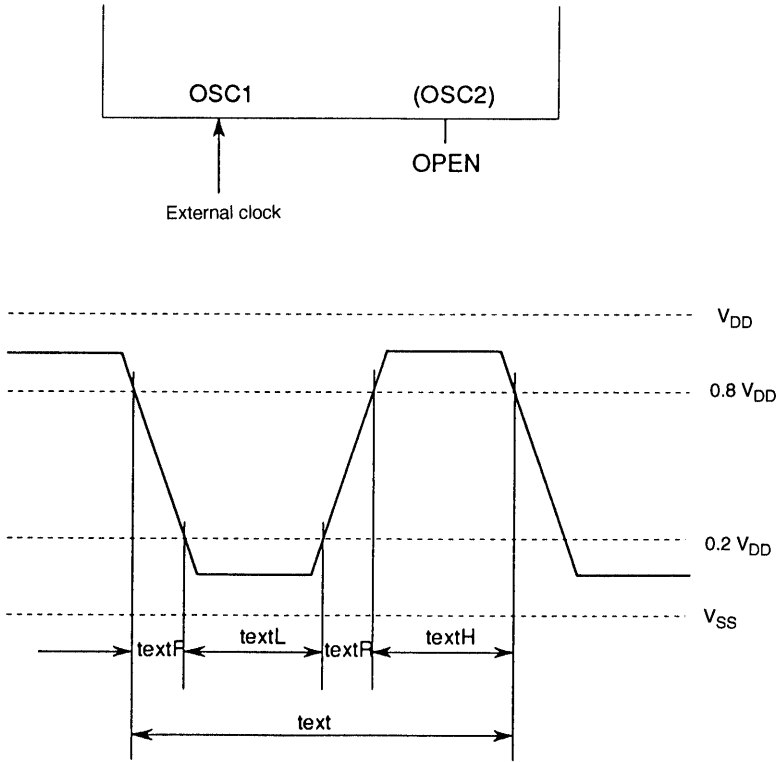 OSC1 (OSC2)
OPEN
External clock
VDD
0.8 VDD
0.2 VDD
VSS
textF textL textR textH
text